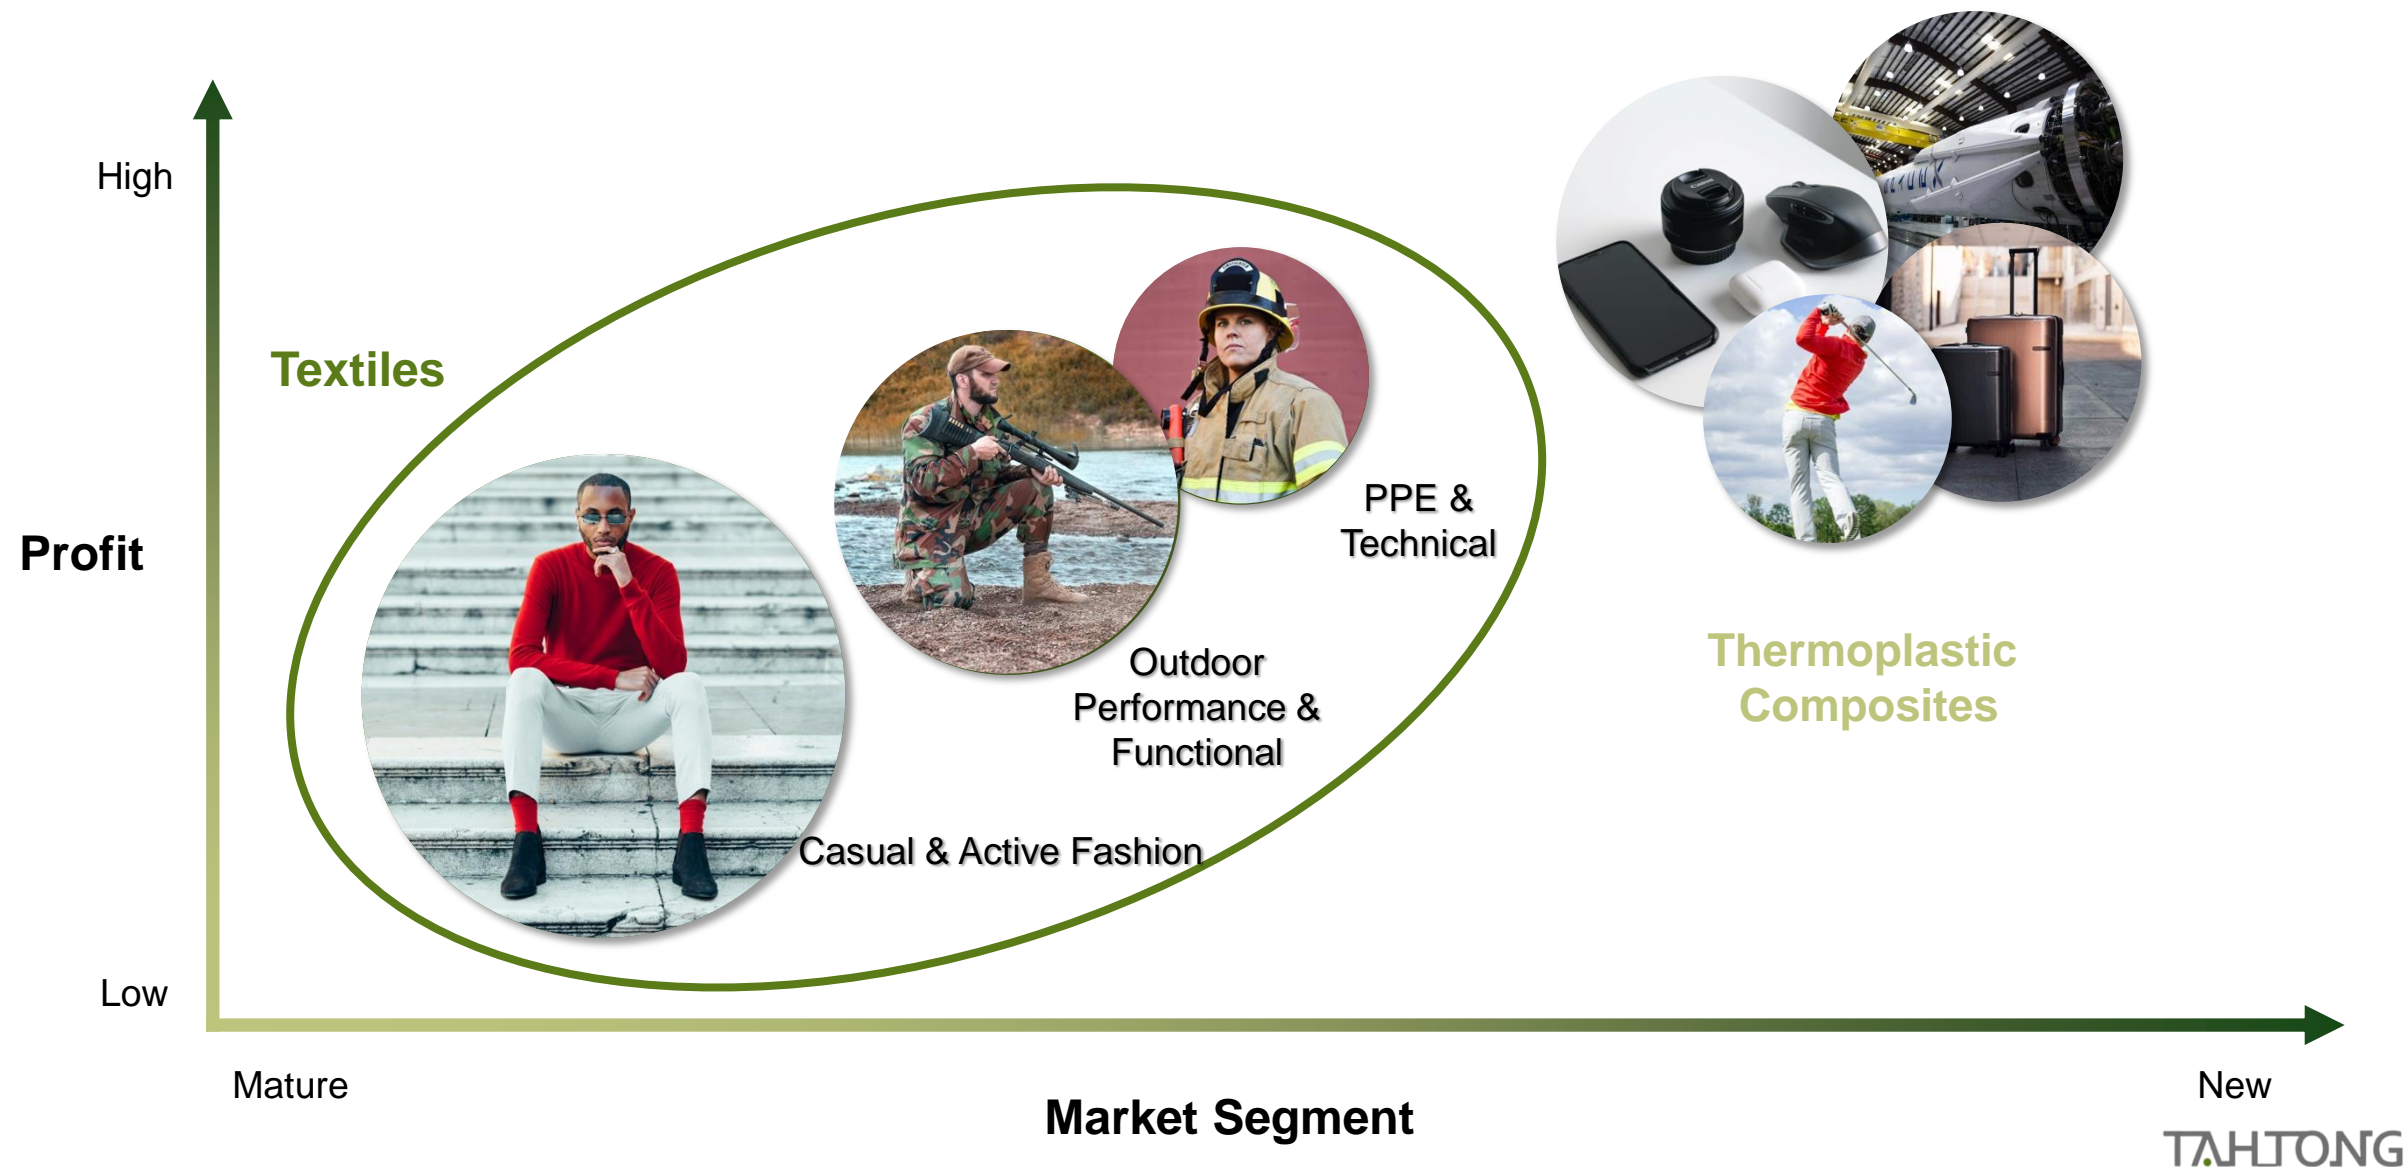 High
Textiles
Profit
PPE &
Technical
Outdoor
Performance &
Functional
Casual & Active Fashion
Thermoplastic
Composites
Low
Mature
New
Market Segment
TAHTONG